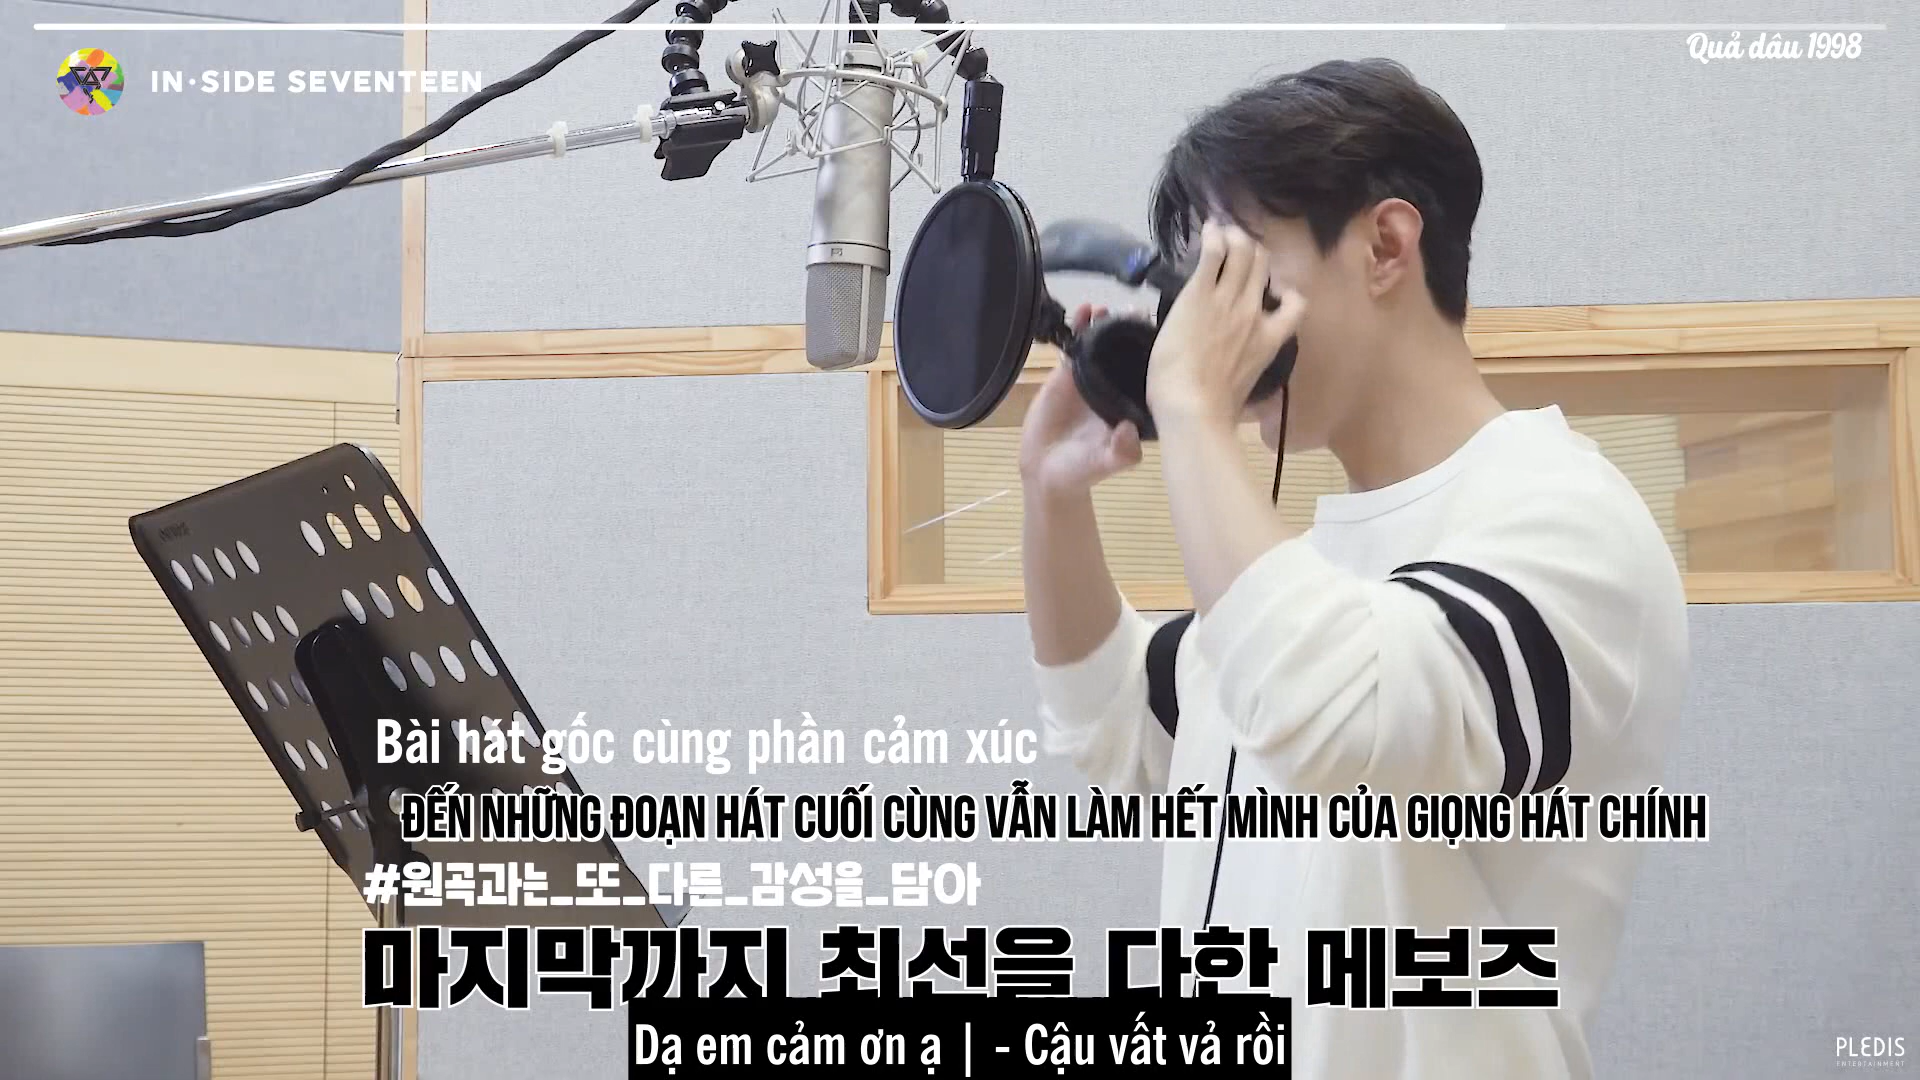 Quả dâu 1998
IN·SIDE SEVENTEEN
Bài hát gốc cùng phần cảm xúc
ĐẾN NHỮNG ĐOẠN HÁT CUỐI CÙNG VẪN LÀM HẾT MÌNH CỦA GIỌNG HÁT CHÍNH
#원곡과는_또_다른_감성을_담아
마지막까지 최선을 다한 메보즈
Dạ em cảm ơn ạ | - Cậu vất vả rồi
PLEDIS
ENTERTAINMENT